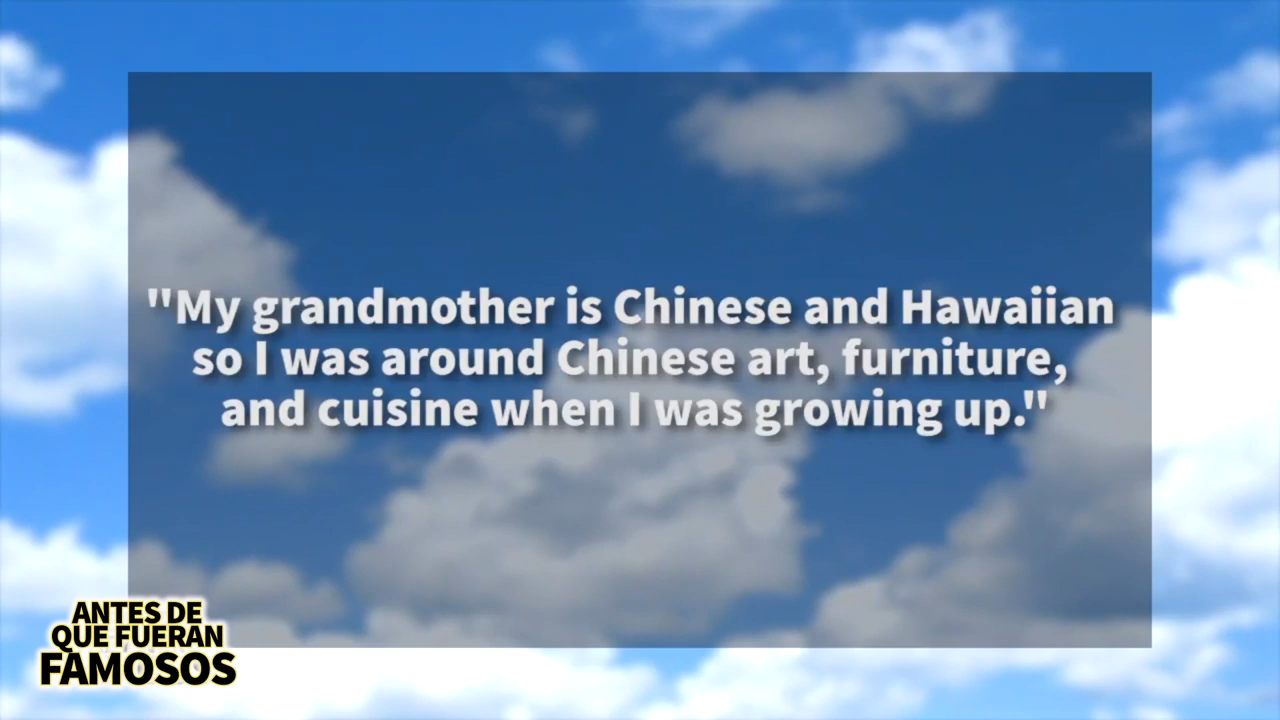 "My grandmother is Chinese and Hawaiian
so I was around Chinese art, furniture,
and cuisine when I was growing up."
ANTES DE
QUE FUERAN
FAMOSOS